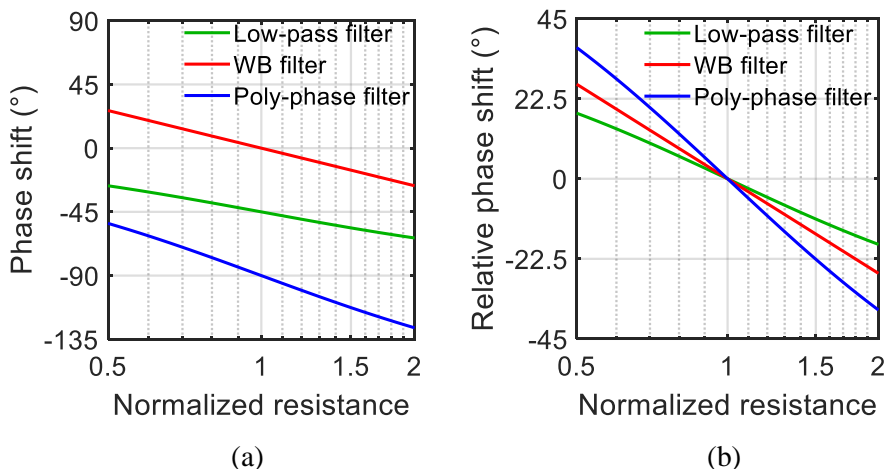 90
45
0
-45
-90
-135
Phase shift (°)
Low-pass filter
WB filter
Poly-phase filter
0.5
1
1.5
2
Normalized resistance
(a)
45
22.5
0
-22.5
-45
Relative phase shift (°)
Low-pass filter
WB filter
Poly-phase filter
0.5
1
1.5
2
Normalized resistance
(b)